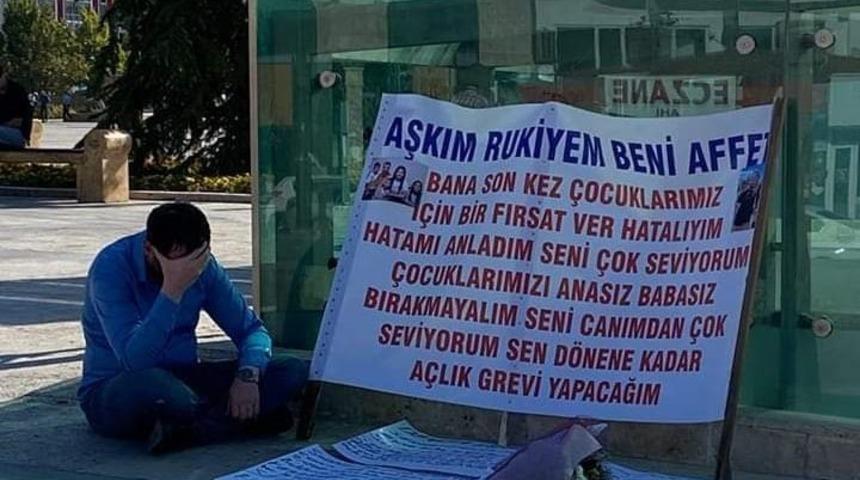 ECZANE
AŞKIM RUKİYEM BENİ AFFET
BANA SON KEZ ÇOCUKLARIMIZ
İÇİN BİR FIRSAT VER HATALIYIM
HATAMI ANLADIM SENİ ÇOK SEVİYORUM
ÇOCUKLARIMIZI ANASIZ BABASIZ
BIRAKMAYALIM SENİ CANIMDAN ÇOK
SEVİYORUM SEN DÖNENE KADAR
AÇLIK GREVİ YAPACAĞIM